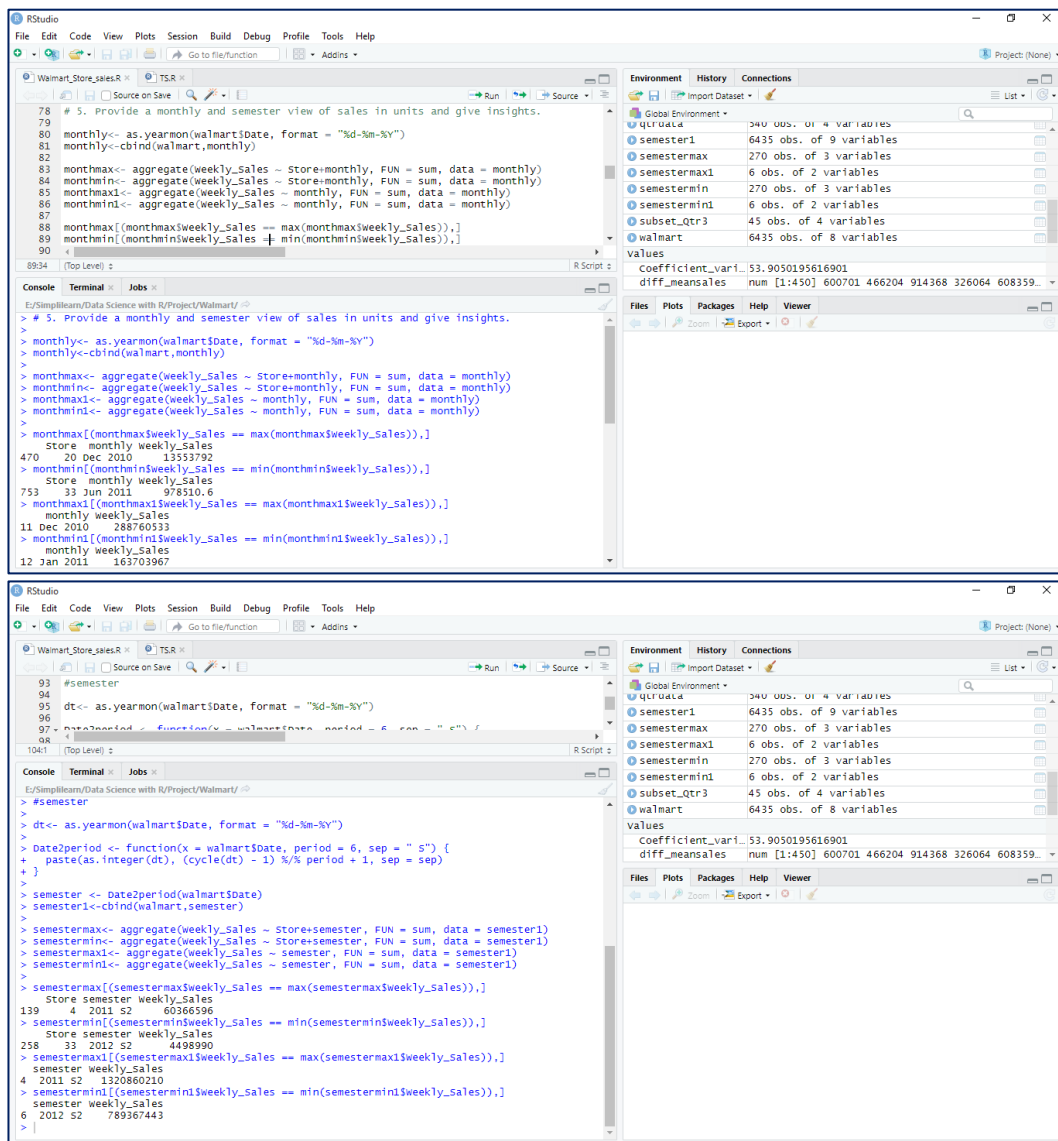 RStudio
File Edit Code View Plots Session Build Debug Profile Tools Help
Go to file/function Addins Project: (None)
Walmart_Store_sales.R TS.R
Source on Save Run Source
78 # 5. Provide a monthly and semester view of sales in units and give insights.
79
80 monthly<- as.yearmon(walmart$Date, format = "%d-%m-%Y")
81 monthly<-cbind(walmart,monthly)
82
83 monthmax<- aggregate(Weekly_Sales ~ Store+monthly, FUN = sum, data = monthly)
84 monthmin<- aggregate(Weekly_Sales ~ Store+monthly, FUN = sum, data = monthly)
85 monthmax1<- aggregate(Weekly_Sales ~ monthly, FUN = sum, data = monthly)
86 monthmin1<- aggregate(Weekly_Sales ~ monthly, FUN = sum, data = monthly)
87
88 monthmax[(monthmax$Weekly_Sales == max(monthmax$Weekly_Sales)),]
89 monthmin[(monthmin$Weekly_Sales == min(monthmin$Weekly_Sales)),]
90
89:34 (Top Level) R Script
Console Terminal Jobs
E:/Simplilearn/Data Science with R/Project/Walmart/
> # 5. Provide a monthly and semester view of sales in units and give insights.
>
> monthly<- as.yearmon(walmart$Date, format = "%d-%m-%Y")
> monthly<-cbind(walmart,monthly)
>
> monthmax<- aggregate(Weekly_Sales ~ Store+monthly, FUN = sum, data = monthly)
> monthmin<- aggregate(Weekly_Sales ~ Store+monthly, FUN = sum, data = monthly)
> monthmax1<- aggregate(Weekly_Sales ~ monthly, FUN = sum, data = monthly)
> monthmin1<- aggregate(Weekly_Sales ~ monthly, FUN = sum, data = monthly)
>
> monthmax[(monthmax$Weekly_Sales == max(monthmax$Weekly_Sales)),]
Store monthly Weekly_Sales
470 20 Dec 2010 13553792
> monthmin[(monthmin$Weekly_Sales == min(monthmin$Weekly_Sales)),]
Store monthly Weekly_Sales
753 33 Jun 2011 978510.6
> monthmax1[(monthmax1$Weekly_Sales == max(monthmax1$Weekly_Sales)),]
monthly Weekly_Sales
11 Dec 2010 288760533
> monthmin1[(monthmin1$Weekly_Sales == min(monthmin1$Weekly_Sales)),]
monthly Weekly_Sales
12 Jan 2011 163703967
Environment History Connections
Import Dataset List
Global Environment
qtrdata 540 obs. of 4 variables
semester1 6435 obs. of 9 variables
semestermax 270 obs. of 3 variables
semestermax1 6 obs. of 2 variables
semestermin 270 obs. of 3 variables
semestermin1 6 obs. of 2 variables
subset_Qtr3 45 obs. of 4 variables
walmart 6435 obs. of 8 variables
Values
Coefficient_vari… 53.9050195616901
diff_meansales num [1:450] 600701 466204 914368 326064 608359…
Files Plots Packages Help Viewer
Zoom Export
RStudio
File Edit Code View Plots Session Build Debug Profile Tools Help
Go to file/function Addins Project: (None)
Walmart_Store_sales.R TS.R
Source on Save Run Source
93 #semester
94
95 dt<- as.yearmon(walmart$Date, format = "%d-%m-%Y")
96
97 Date2period <- function(x = walmart$Date, period = 6, sep = " S") {
98
104:1 (Top Level) R Script
Console Terminal Jobs
E:/Simplilearn/Data Science with R/Project/Walmart/
> #semester
>
> dt<- as.yearmon(walmart$Date, format = "%d-%m-%Y")
>
> Date2period <- function(x = walmart$Date, period = 6, sep = " S") {
+ paste(as.integer(dt), (cycle(dt) - 1) %/% period + 1, sep = sep)
+ }
>
> semester <- Date2period(walmart$Date)
> semester1<-cbind(walmart,semester)
>
> semestermax<- aggregate(Weekly_Sales ~ Store+semester, FUN = sum, data = semester1)
> semestermin<- aggregate(Weekly_Sales ~ Store+semester, FUN = sum, data = semester1)
> semestermax1<- aggregate(Weekly_Sales ~ semester, FUN = sum, data = semester1)
> semestermin1<- aggregate(Weekly_Sales ~ semester, FUN = sum, data = semester1)
>
> semestermax[(semestermax$Weekly_Sales == max(semestermax$Weekly_Sales)),]
Store semester Weekly_Sales
139 4 2011 S2 60366596
> semestermin[(semestermin$Weekly_Sales == min(semestermin$Weekly_Sales)),]
Store semester Weekly_Sales
258 33 2012 S2 4498990
> semestermax1[(semestermax1$Weekly_Sales == max(semestermax1$Weekly_Sales)),]
semester Weekly_Sales
4 2011 S2 1320860210
> semestermin1[(semestermin1$Weekly_Sales == min(semestermin1$Weekly_Sales)),]
semester Weekly_Sales
6 2012 S2 789367443
>
Environment History Connections
Import Dataset List
Global Environment
qtrdata 540 obs. of 4 variables
semester1 6435 obs. of 9 variables
semestermax 270 obs. of 3 variables
semestermax1 6 obs. of 2 variables
semestermin 270 obs. of 3 variables
semestermin1 6 obs. of 2 variables
subset_Qtr3 45 obs. of 4 variables
walmart 6435 obs. of 8 variables
Values
Coefficient_vari… 53.9050195616901
diff_meansales num [1:450] 600701 466204 914368 326064 608359…
Files Plots Packages Help Viewer
Zoom Export